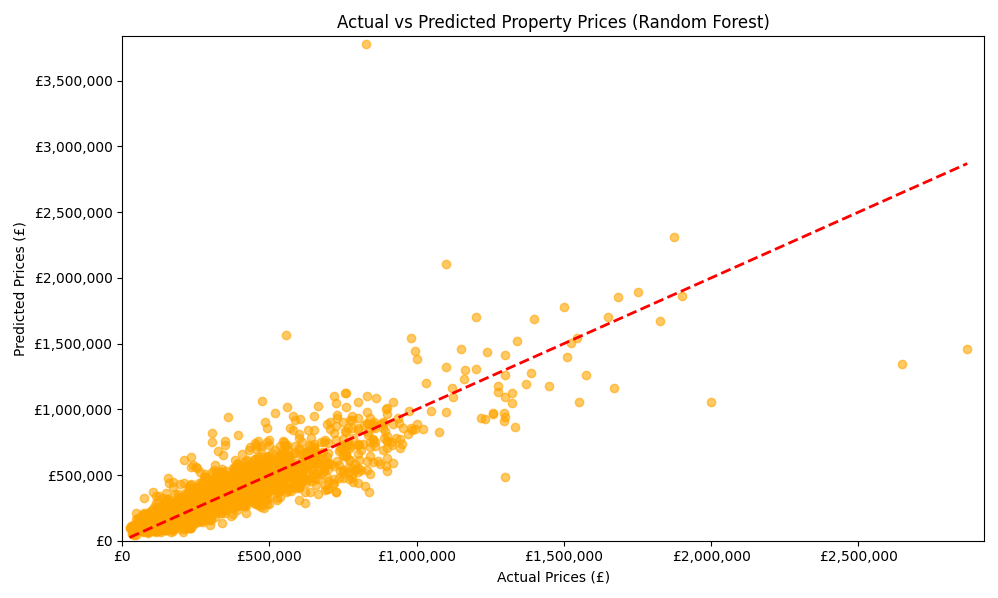 Actual vs Predicted Property Prices (Random Forest)
£3,500,000
£3,000,000
£2,500,000
£2,000,000
£1,500,000
£1,000,000
£500,000
£0
Predicted Prices (£)
£0 £500,000 £1,000,000 £1,500,000 £2,000,000 £2,500,000
Actual Prices (£)